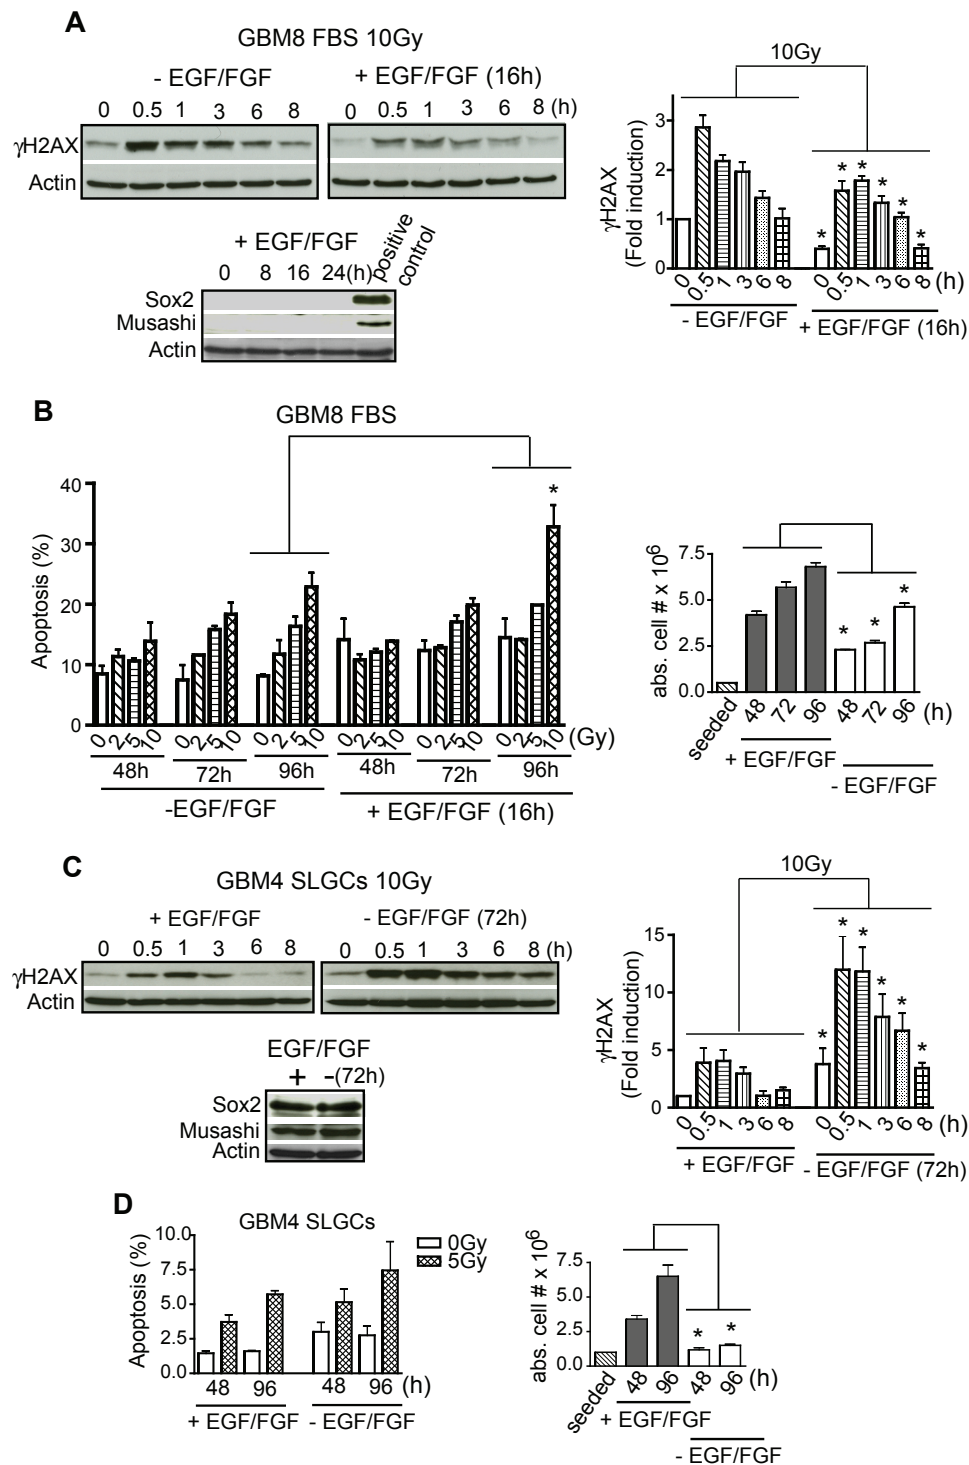 A
GBM8 FBS 10Gy
- EGF/FGF
+ EGF/FGF (16h)
0 0.5 1 3 6 8
0 0.5 1 3 6 8 (h)
γH2AX
Actin
+ EGF/FGF
positive control
0 8 16 24(h)
Sox2
Musashi
Actin
10Gy
γH2AX
(Fold induction)
3
2
1
0
* * * * * *
0 0.5 1 3 6 8 0 0.5 1 3 6 8 (h)
- EGF/FGF
+ EGF/FGF (16h)
B
GBM8 FBS
Apoptosis (%)
40
30
20
10
0
*
0 2 5 10 0 2 5 10 0 2 5 10 0 2 5 10 0 2 5 10 0 2 5 10 (Gy)
48h 72h 96h 48h 72h 96h
-EGF/FGF
+ EGF/FGF (16h)
abs. cell # x 10⁶
7.5
5.0
2.5
0.0
* * *
seeded 48 72 96 48 72 96 (h)
+ EGF/FGF
- EGF/FGF
C
GBM4 SLGCs 10Gy
+ EGF/FGF
- EGF/FGF (72h)
0 0.5 1 3 6 8
0 0.5 1 3 6 8 (h)
γH2AX
Actin
EGF/FGF
+ -(72h)
Sox2
Musashi
Actin
10Gy
γH2AX
(Fold induction)
15
10
5
0
* * * * * *
0 0.5 1 3 6 8 0 0.5 1 3 6 8 (h)
+ EGF/FGF
- EGF/FGF (72h)
D
GBM4 SLGCs
Apoptosis (%)
10.0
7.5
5.0
2.5
0.0
0Gy
5Gy
48 96 48 96 (h)
+ EGF/FGF
- EGF/FGF
abs. cell # x 10⁶
7.5
5.0
2.5
0.0
* *
seeded 48 96 48 96 (h)
+ EGF/FGF
- EGF/FGF